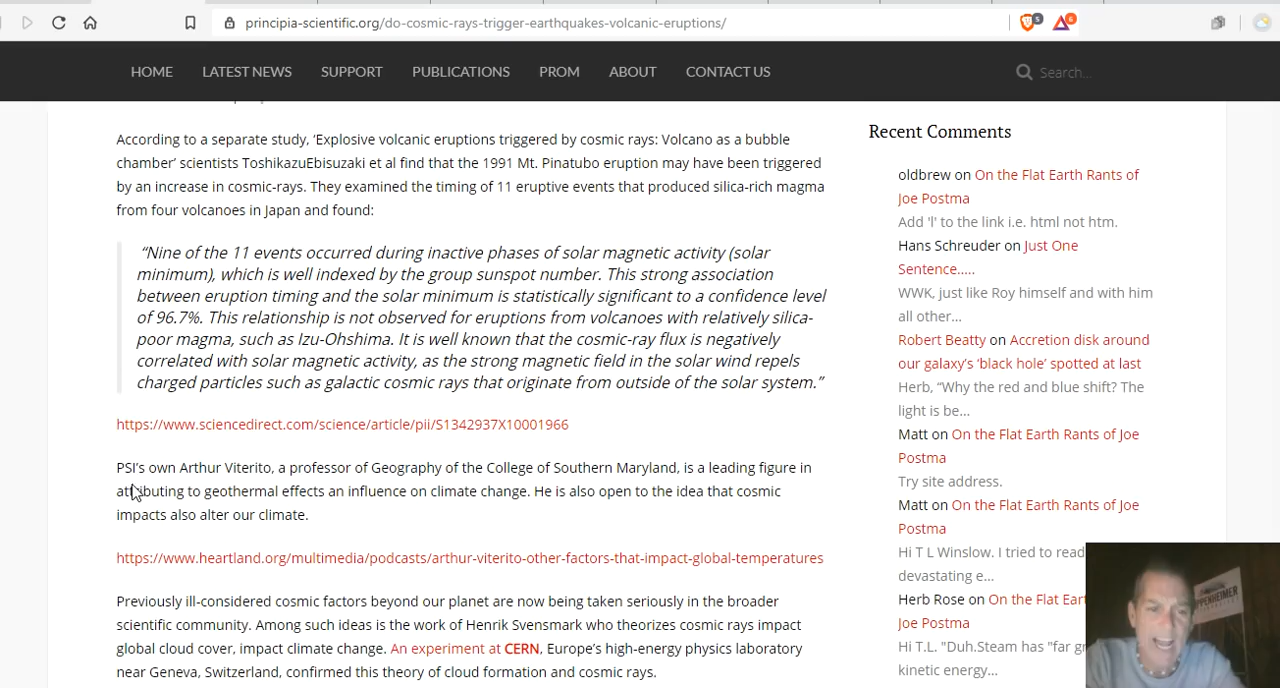 principia-scientific.org/do-cosmic-rays-trigger-earthquakes-volcanic-eruptions/
5
6
HOME LATEST NEWS SUPPORT PUBLICATIONS PROM ABOUT CONTACT US
Search...
According to a separate study, ‘Explosive volcanic eruptions triggered by cosmic rays: Volcano as a bubble
chamber’ scientists ToshikazuEbisuzaki et al find that the 1991 Mt. Pinatubo eruption may have been triggered
by an increase in cosmic-rays. They examined the timing of 11 eruptive events that produced silica-rich magma
from four volcanoes in Japan and found:
“Nine of the 11 events occurred during inactive phases of solar magnetic activity (solar
minimum), which is well indexed by the group sunspot number. This strong association
between eruption timing and the solar minimum is statistically significant to a confidence level
of 96.7%. This relationship is not observed for eruptions from volcanoes with relatively silica-
poor magma, such as Izu-Ohshima. It is well known that the cosmic-ray flux is negatively
correlated with solar magnetic activity, as the strong magnetic field in the solar wind repels
charged particles such as galactic cosmic rays that originate from outside of the solar system.”
https://www.sciencedirect.com/science/article/pii/S1342937X10001966
PSI’s own Arthur Viterito, a professor of Geography of the College of Southern Maryland, is a leading figure in
attributing to geothermal effects an influence on climate change. He is also open to the idea that cosmic
impacts also alter our climate.
https://www.heartland.org/multimedia/podcasts/arthur-viterito-other-factors-that-impact-global-temperatures
Previously ill-considered cosmic factors beyond our planet are now being taken seriously in the broader
scientific community. Among such ideas is the work of Henrik Svensmark who theorizes cosmic rays impact
global cloud cover, impact climate change. An experiment at CERN, Europe’s high-energy physics laboratory
near Geneva, Switzerland, confirmed this theory of cloud formation and cosmic rays.
Recent Comments
oldbrew on On the Flat Earth Rants of
Joe Postma
Add 'l' to the link i.e. html not htm.
Hans Schreuder on Just One
Sentence…..
WWK, just like Roy himself and with him
all other…
Robert Beatty on Accretion disk around
our galaxy’s ‘black hole’ spotted at last
Herb, “Why the red and blue shift? The
light is be…
Matt on On the Flat Earth Rants of Joe
Postma
Try site address.
Matt on On the Flat Earth Rants of Joe
Postma
Hi T L Winslow. I tried to read
devastating e…
Herb Rose on On the Flat Eart
Joe Postma
Hi T.L. "Duh.Steam has "far gr
kinetic energy…